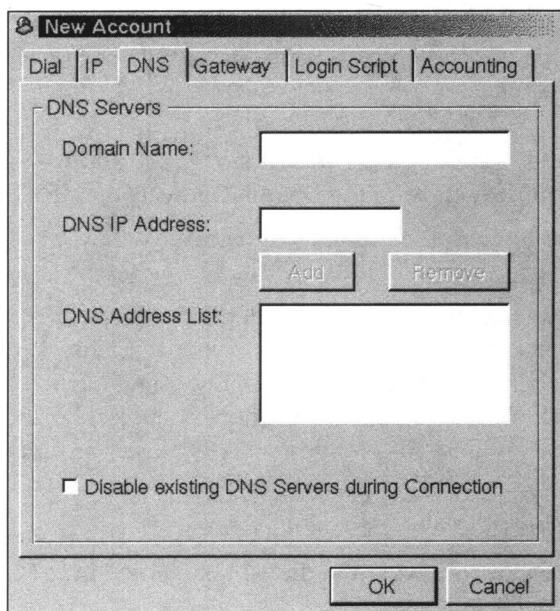 New Account
Dial IP DNS Gateway Login Script Accounting
DNS Servers
Domain Name:
DNS IP Address:
Add Remove
DNS Address List:
Disable existing DNS Servers during Connection
OK Cancel